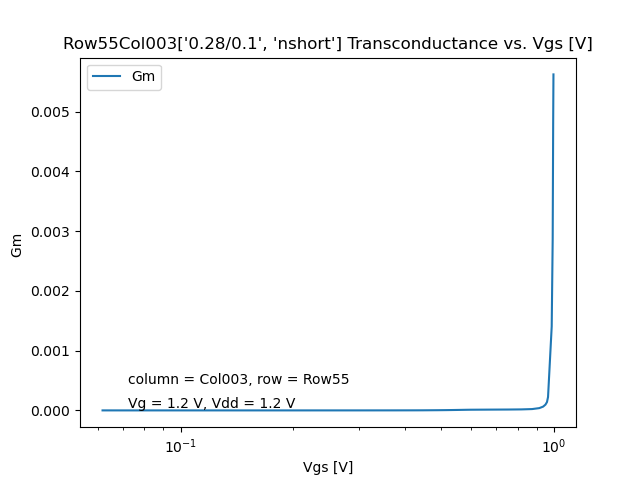 Row55Col003['0.28/0.1', 'nshort'] Transconductance vs. Vgs [V]
Gm
0.005
0.004
0.003
0.002
0.001
0.000
Gm
column = Col003, row = Row55
Vg = 1.2 V, Vdd = 1.2 V
10⁻¹
10⁰
Vgs [V]